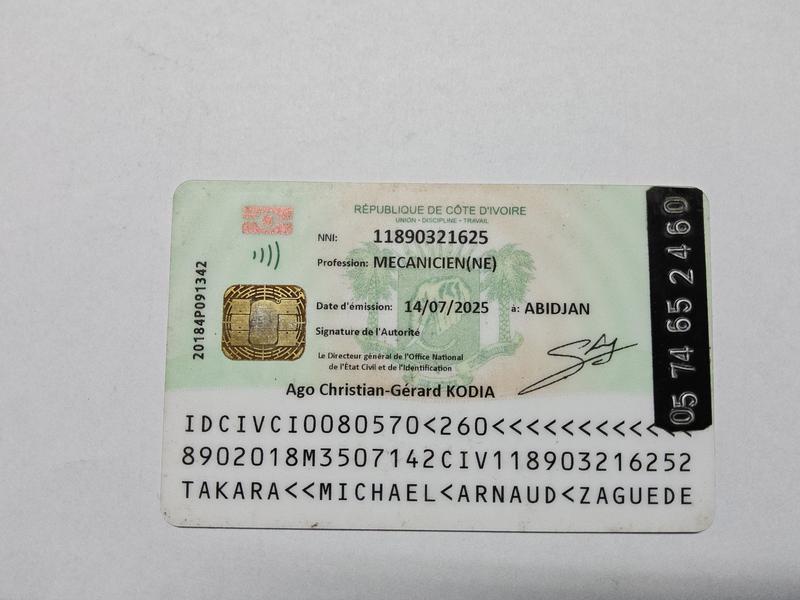 RÉPUBLIQUE DE CÔTE D'IVOIRE
UNION - DISCIPLINE - TRAVAIL
NNI: 11890321625
Profession: MECANICIEN(NE)
Date d'émission: 14/07/2025 à: ABIDJAN
Signature de l'Autorité
Le Directeur général de l'Office National
de l'État Civil et de l'Identification
Ago Christian-Gérard KODIA
20184P091342
05 74 65 2 4 60
IDCIVCI0080570<260<<<<<<<<<<<
8902018M3507142CIV118903216252
TAKARA<<MICHAEL<ARNAUD<ZAGUEDE